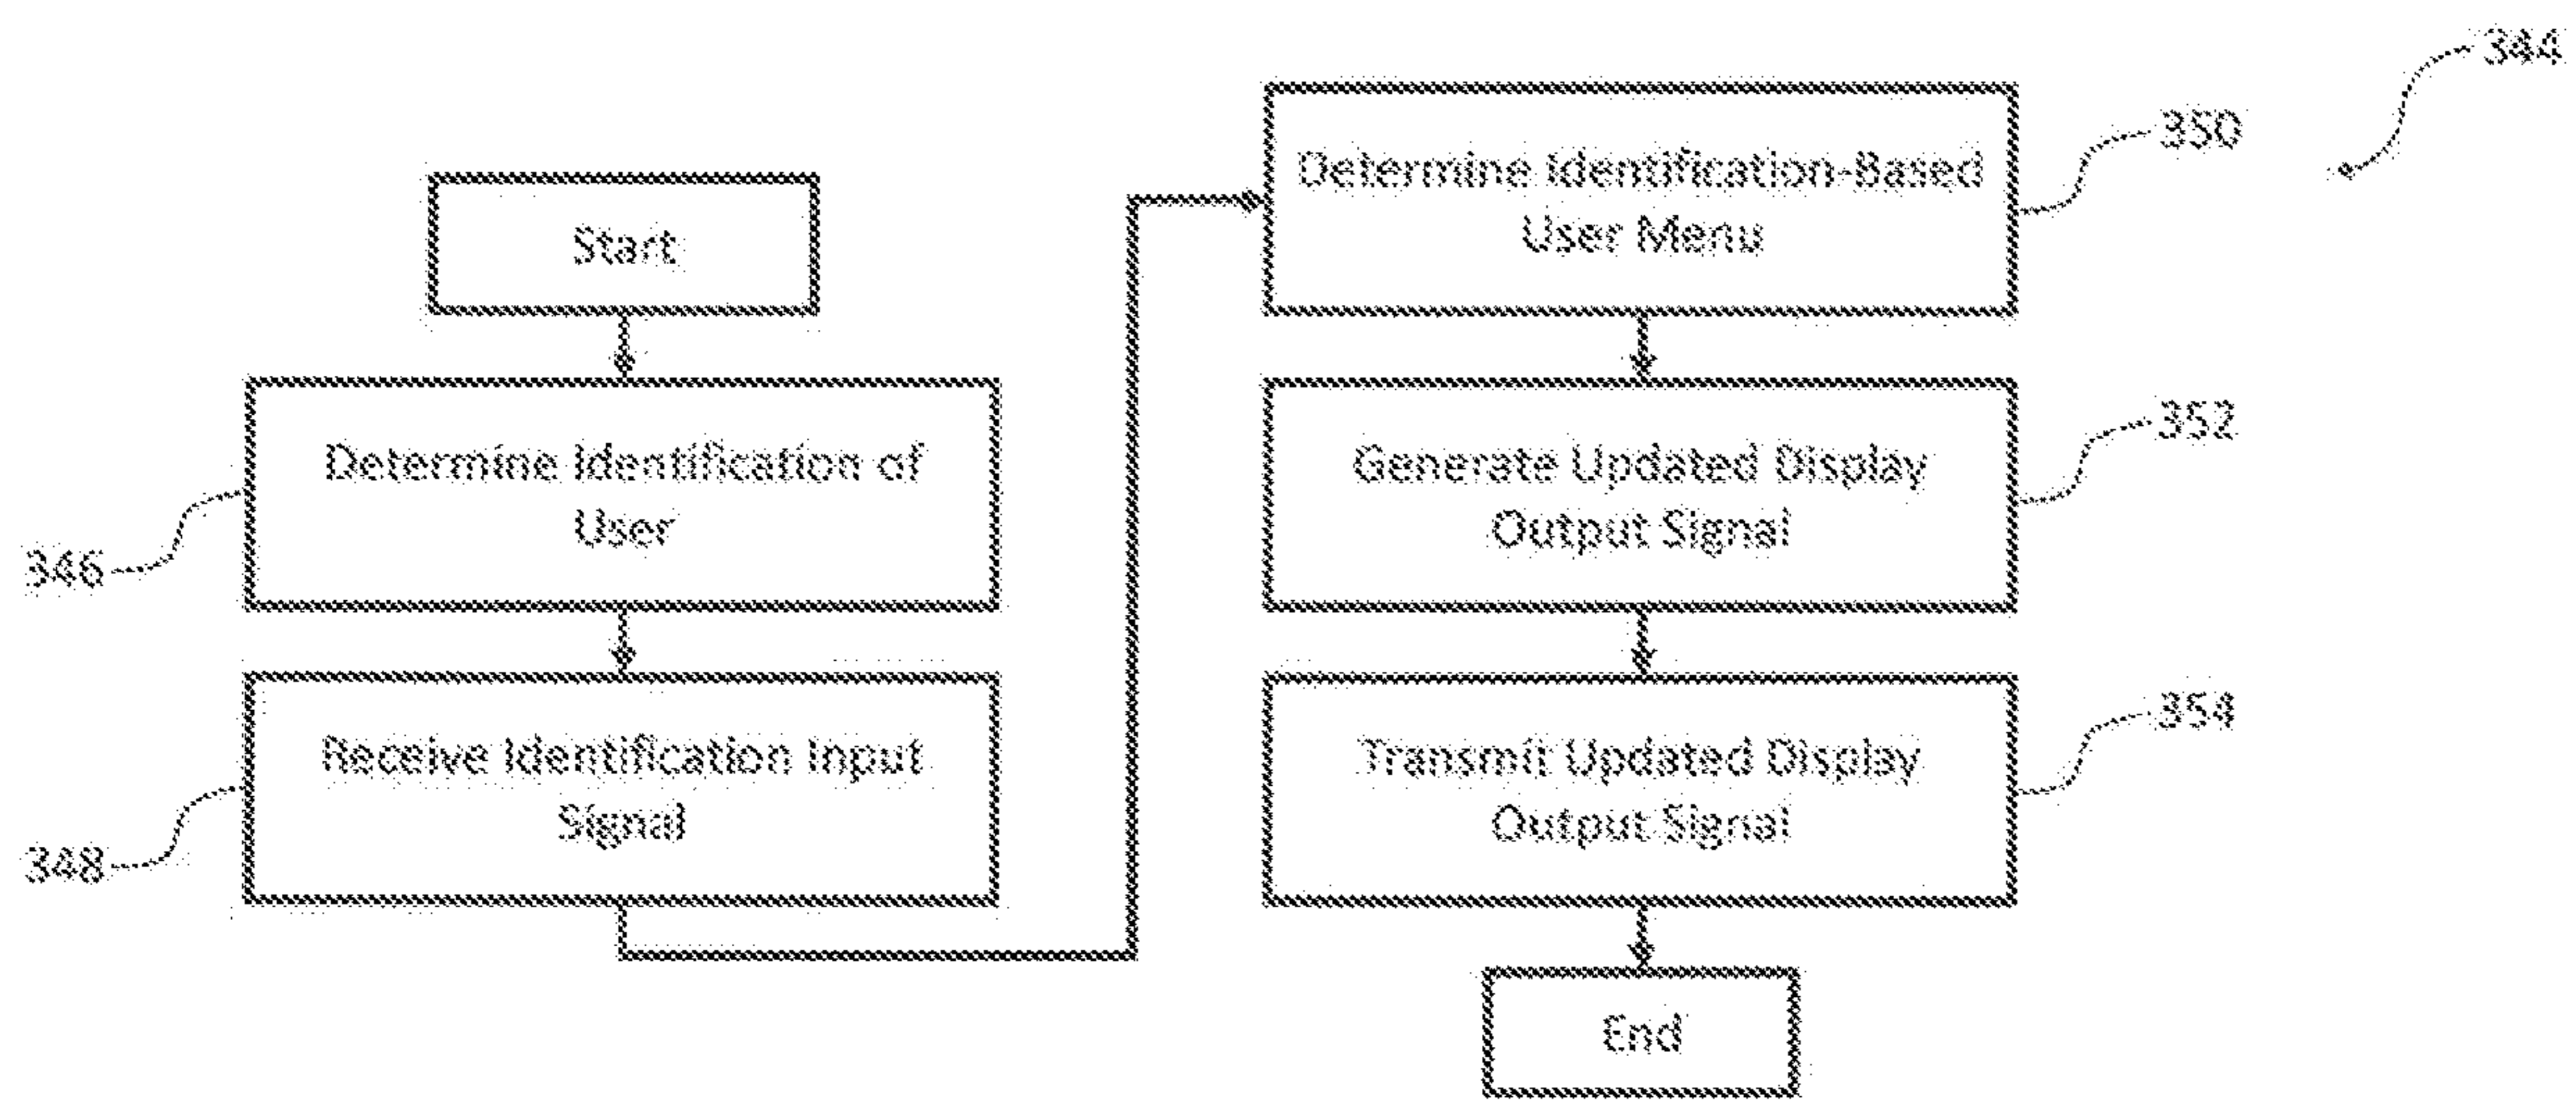 344
Start
Determine Identification of
User
346
Receive Identification Input
Signal
348
Determine Identification-Based
User Menu
350
Generate Updated Display
Output Signal
352
Transmit Updated Display
Output Signal
354
End